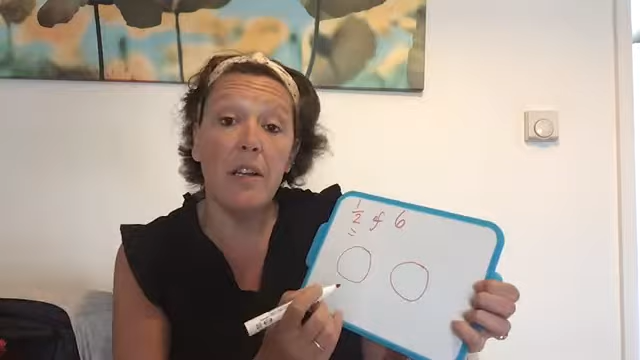 1/2 of 6
=